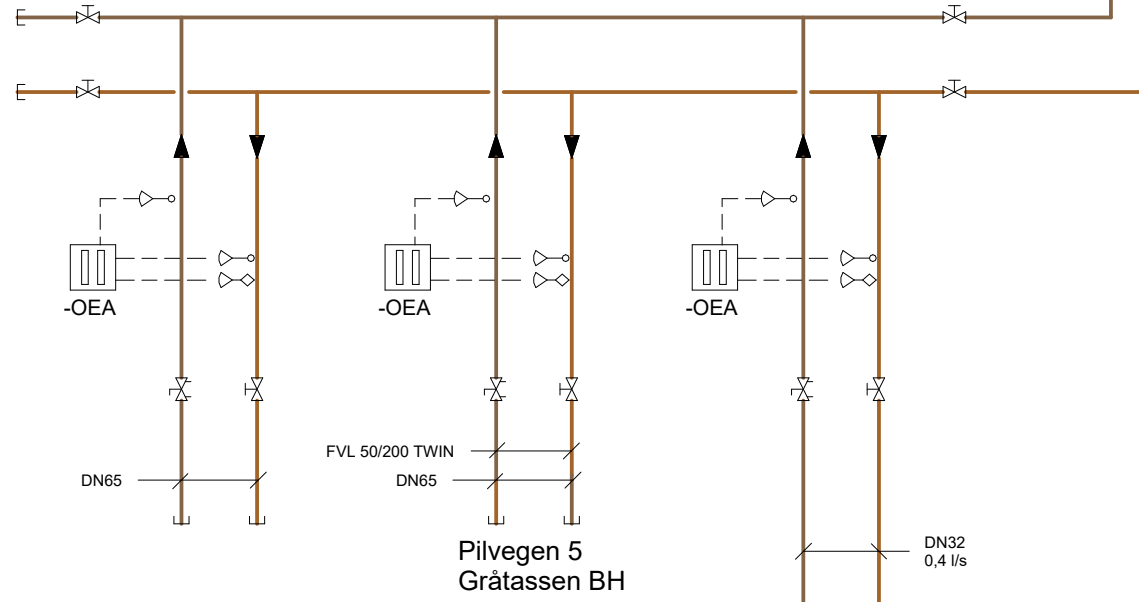 -OEA
-OEA
-OEA
FVL 50/200 TWIN
DN65
DN65
Pilvegen 5
Gråtassen BH
DN32
0,4 l/s